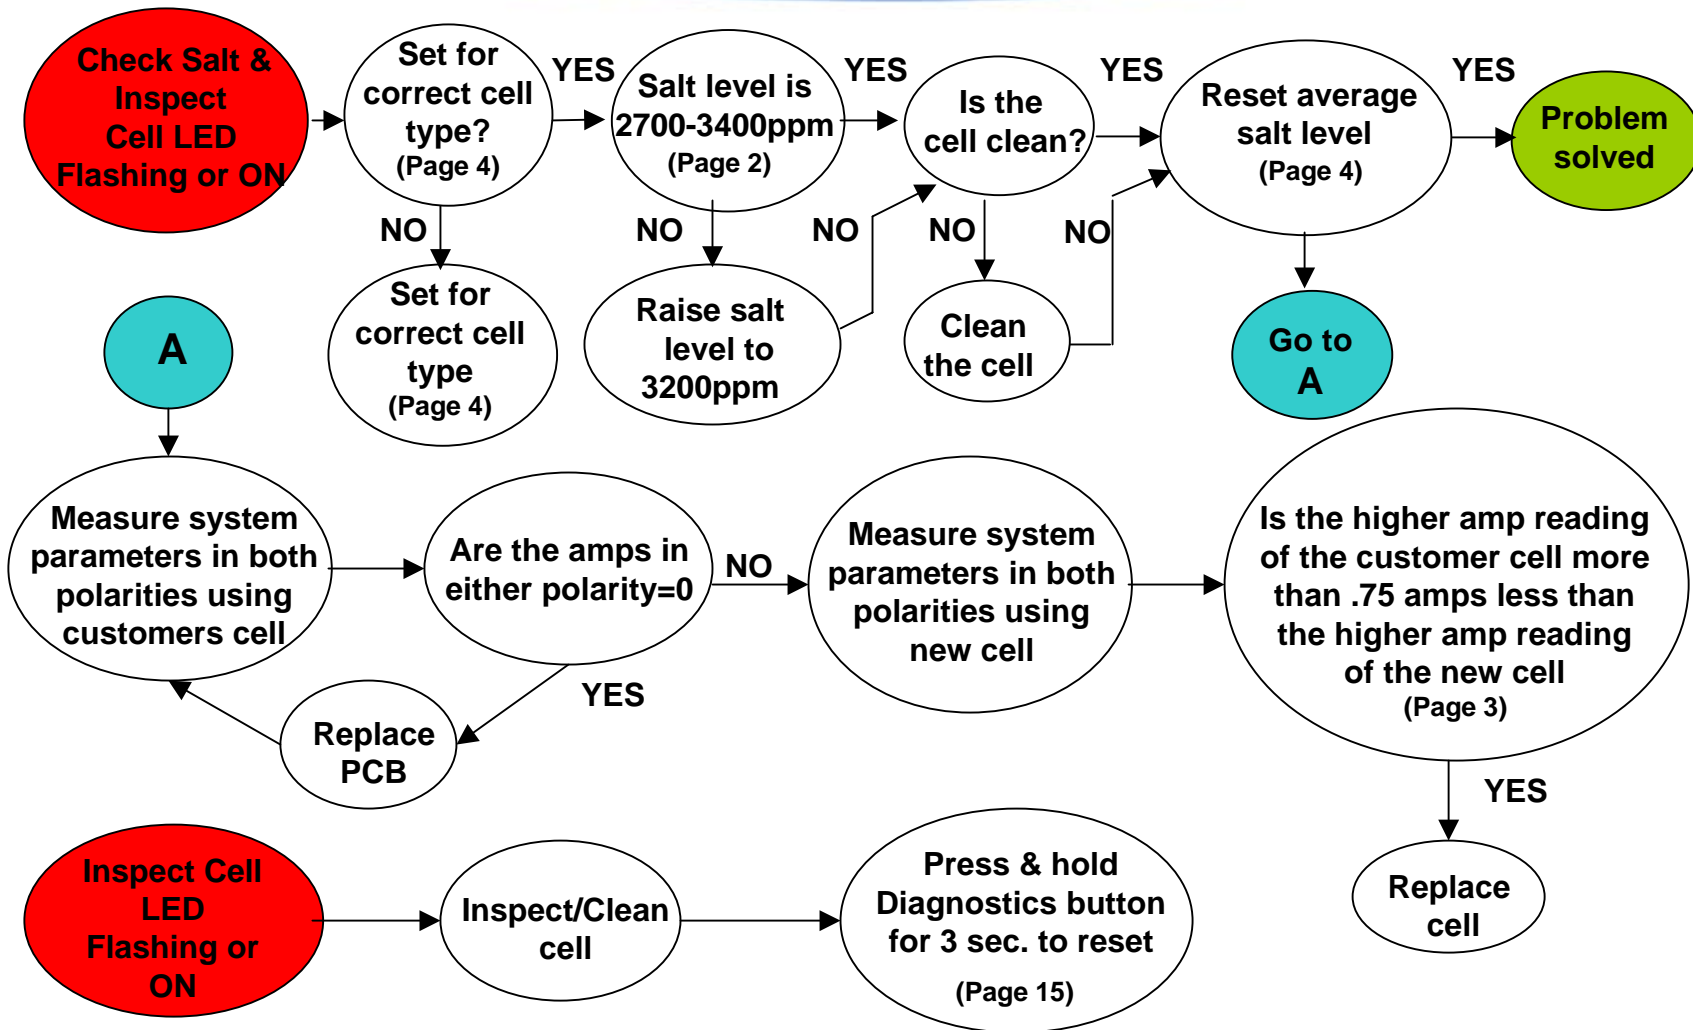 Check Salt &
Inspect
Cell LED
Flashing or ON
Set for
correct cell
type?
(Page 4)
YES
Salt level is
2700-3400ppm
(Page 2)
YES
Is the
cell clean?
YES
Reset average
salt level
(Page 4)
YES
Problem
solved
NO
Set for
correct cell
type
(Page 4)
NO
Raise salt
level to
3200ppm
NO
NO
Clean
the cell
NO
Go to
A
A
Measure system
parameters in both
polarities using
customers cell
Are the amps in
either polarity=0
NO
YES
Replace
PCB
Measure system
parameters in both
polarities using
new cell
Is the higher amp reading
of the customer cell more
than .75 amps less than
the higher amp reading
of the new cell
(Page 3)
YES
Replace
cell
Inspect Cell
LED
Flashing or
ON
Inspect/Clean
cell
Press & hold
Diagnostics button
for 3 sec. to reset
(Page 15)